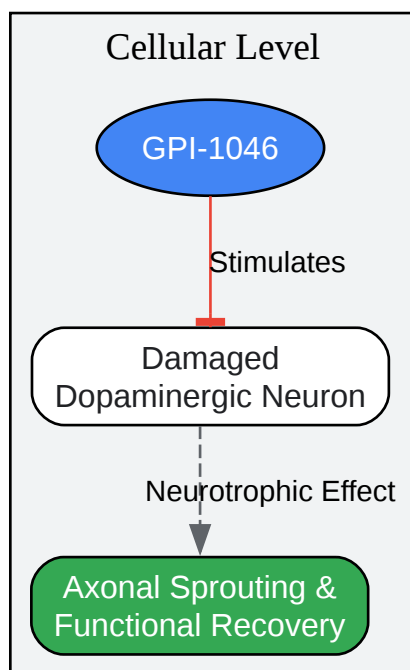 Cellular Level
GPI-1046
Stimulates
Damaged
Dopaminergic Neuron
Neurotrophic Effect
Axonal Sprouting &
Functional Recovery